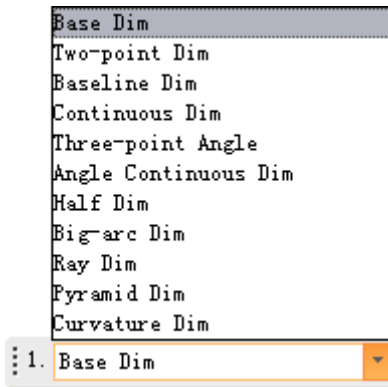 Base Dim
Two-point Dim
Baseline Dim
Continuous Dim
Three-point Angle
Angle Continuous Dim
Half Dim
Big-arc Dim
Ray Dim
Pyramid Dim
Curvature Dim
1. Base Dim